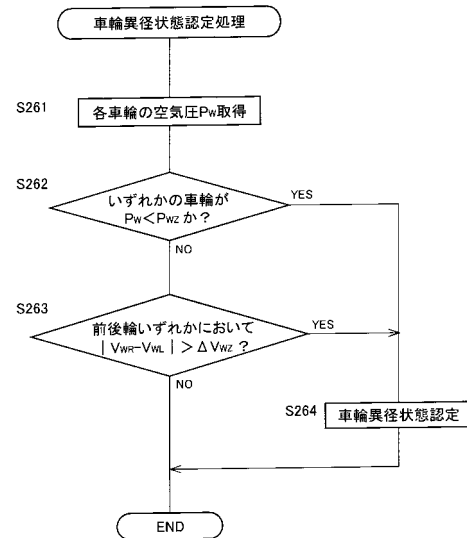 車輪異径状態認定処理
S261
各車輪の空気圧Pw取得
S262
いずれかの車輪が
Pw<PwZか？
YES
NO
S263
前後輪いずれかにおいて
|VWR-VWL|>ΔVWZ？
YES
NO
S264
車輪異径状態認定
END